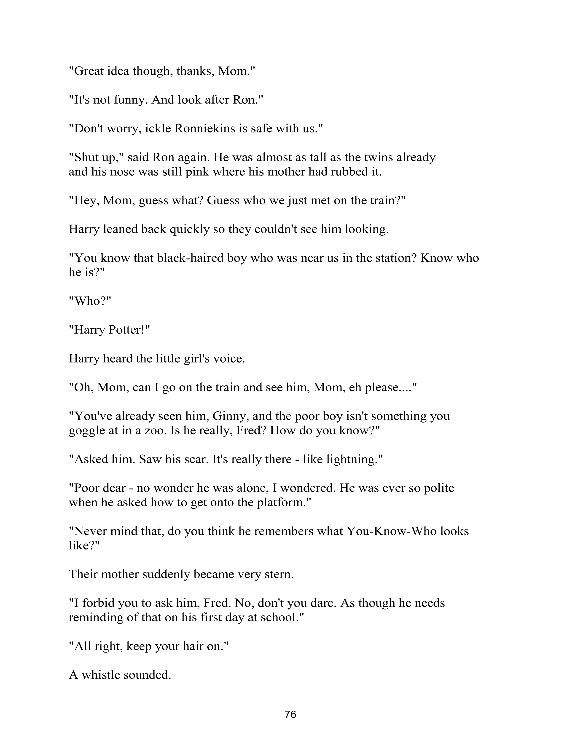 "Great idea though, thanks, Mom."
"It's not funny. And look after Ron."
"Don't worry, ickle Ronniekins is safe with us."
"Shut up," said Ron again. He was almost as tall as the twins already
and his nose was still pink where his mother had rubbed it.
"Hey, Mom, guess what? Guess who we just met on the train?"
Harry leaned back quickly so they couldn't see him looking.
"You know that black-haired boy who was near us in the station? Know who
he is?"
"Who?"
"Harry Potter!"
Harry heard the little girl's voice.
"Oh, Mom, can I go on the train and see him, Mom, eh please...."
"You've already seen him, Ginny, and the poor boy isn't something you
goggle at in a zoo. Is he really, Fred? How do you know?"
"Asked him. Saw his scar. It's really there - like lightning."
"Poor dear - no wonder he was alone, I wondered. He was ever so polite
when he asked how to get onto the platform."
"Never mind that, do you think he remembers what You-Know-Who looks
like?"
Their mother suddenly became very stern.
"I forbid you to ask him, Fred. No, don't you dare. As though he needs
reminding of that on his first day at school."
"All right, keep your hair on."
A whistle sounded.
76